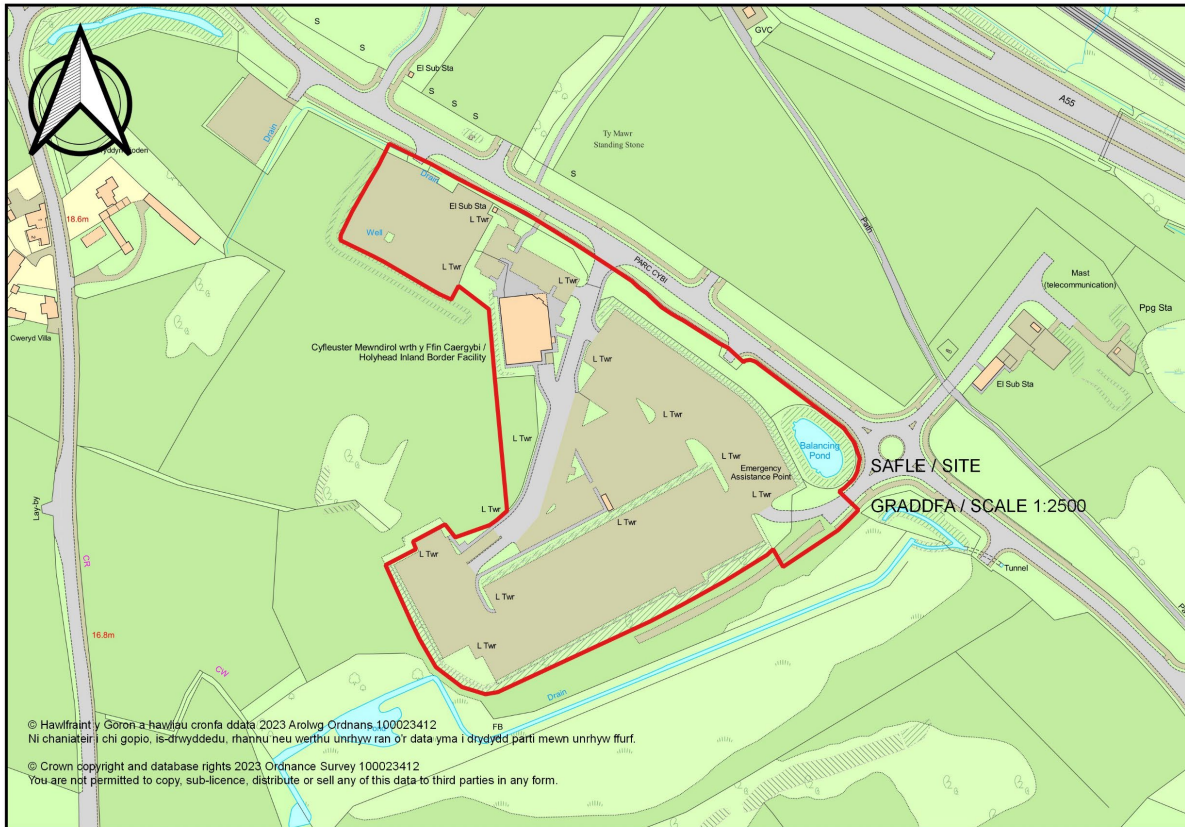 S
GVC
S
El Sub Sta
S
S
S
A55
Drain
Ty Mawr
Standing Stone
S
Drain
18.6m
El Sub Sta
L Twr
Well
Path
L Twr
L Twr
PARC CYBI
Mast
(telecommunication)
Ppg Sta
Cweryd Villa
Cyfleuster Mewndirol wrth y Ffin Caergybi /
Holyhead Inland Border Facility
L Twr
El Sub Sta
L Twr
L Twr
Balancing
Pond
L Twr
Emergency
Assistance Point
SAFLE / SITE
L Twr
Lay-by
L Twr
GRADDFA / SCALE 1:2500
L Twr
CR
L Twr
Tunnel
L Twr
16.8m
L Twr
CW
Drain
FB
© Hawlfraint y Goron a hawliau cronfa ddata 2023 Arolwg Ordnans 100023412
Ni chaniateir i chi gopio, is-drwyddedu, rhannu neu werthu unrhyw ran o'r data yma i drydydd parti mewn unrhyw ffurf.
© Crown copyright and database rights 2023 Ordnance Survey 100023412
You are not permitted to copy, sub-licence, distribute or sell any of this data to third parties in any form.